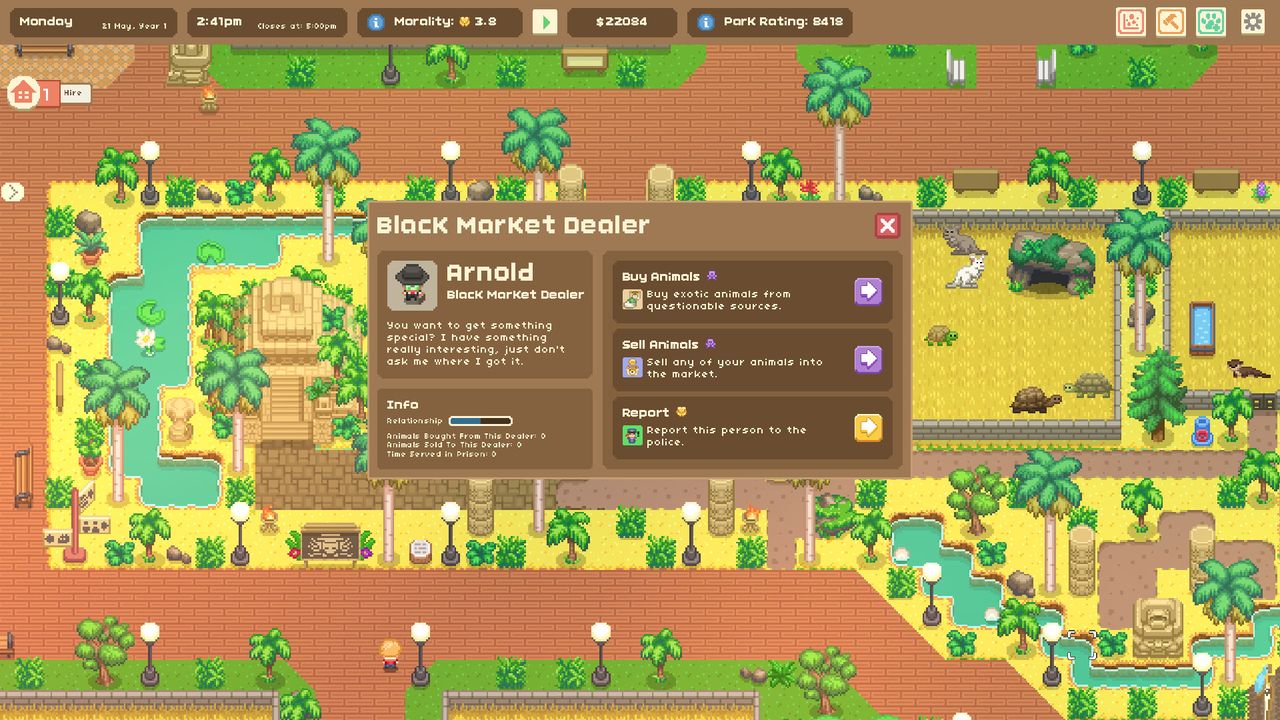 Monday 21 May, Year 1
2:41pm Closes at: 5:00pm
Morality: 3.8
$22084
Park Rating: 8418
1 Hire
Black Market Dealer
Arnold
Black Market Dealer
You want to get something
special? I have something
really interesting, just don't
ask me where I got it.
Info
Relationship
Animals Bought From This Dealer: 0
Animals Sold To This Dealer: 0
Time Served in Prison: 0
Buy Animals
Buy exotic animals from
questionable sources.
Sell Animals
Sell any of your animals into
the market.
Report
Report this person to the
police.